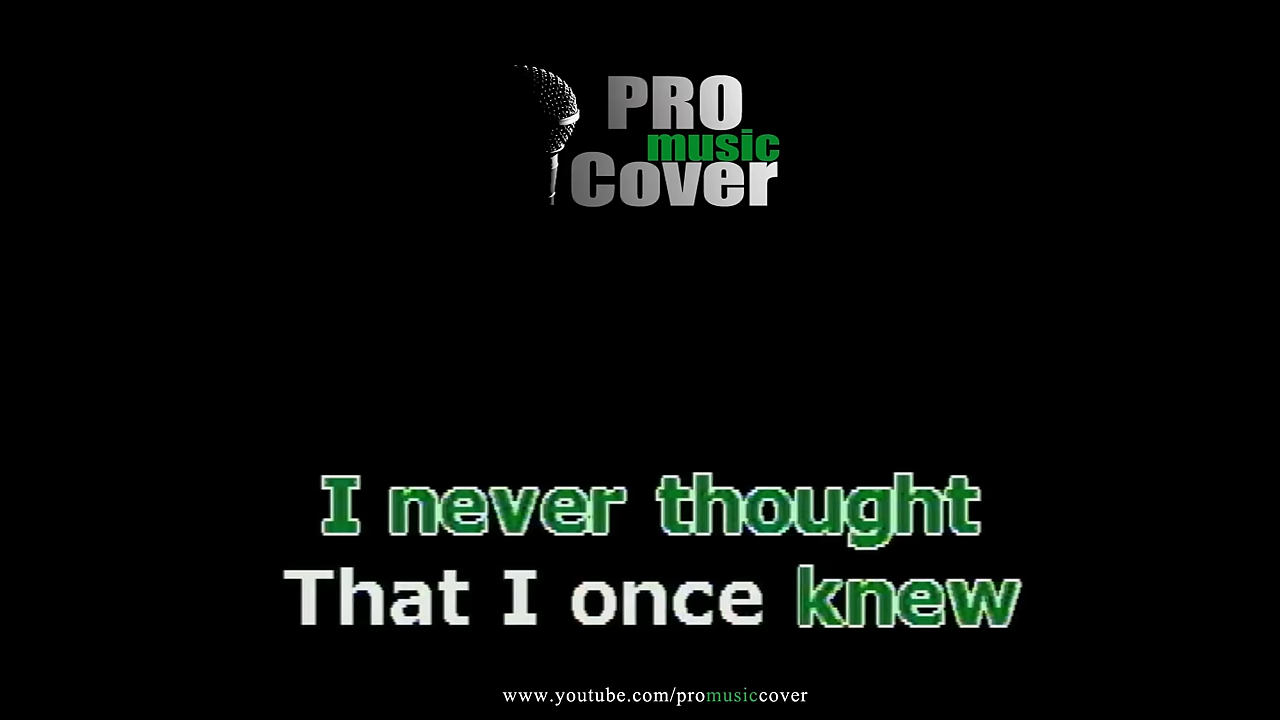 PRO
music
Cover
I never thought
That I once knew
www.youtube.com/promusiccover